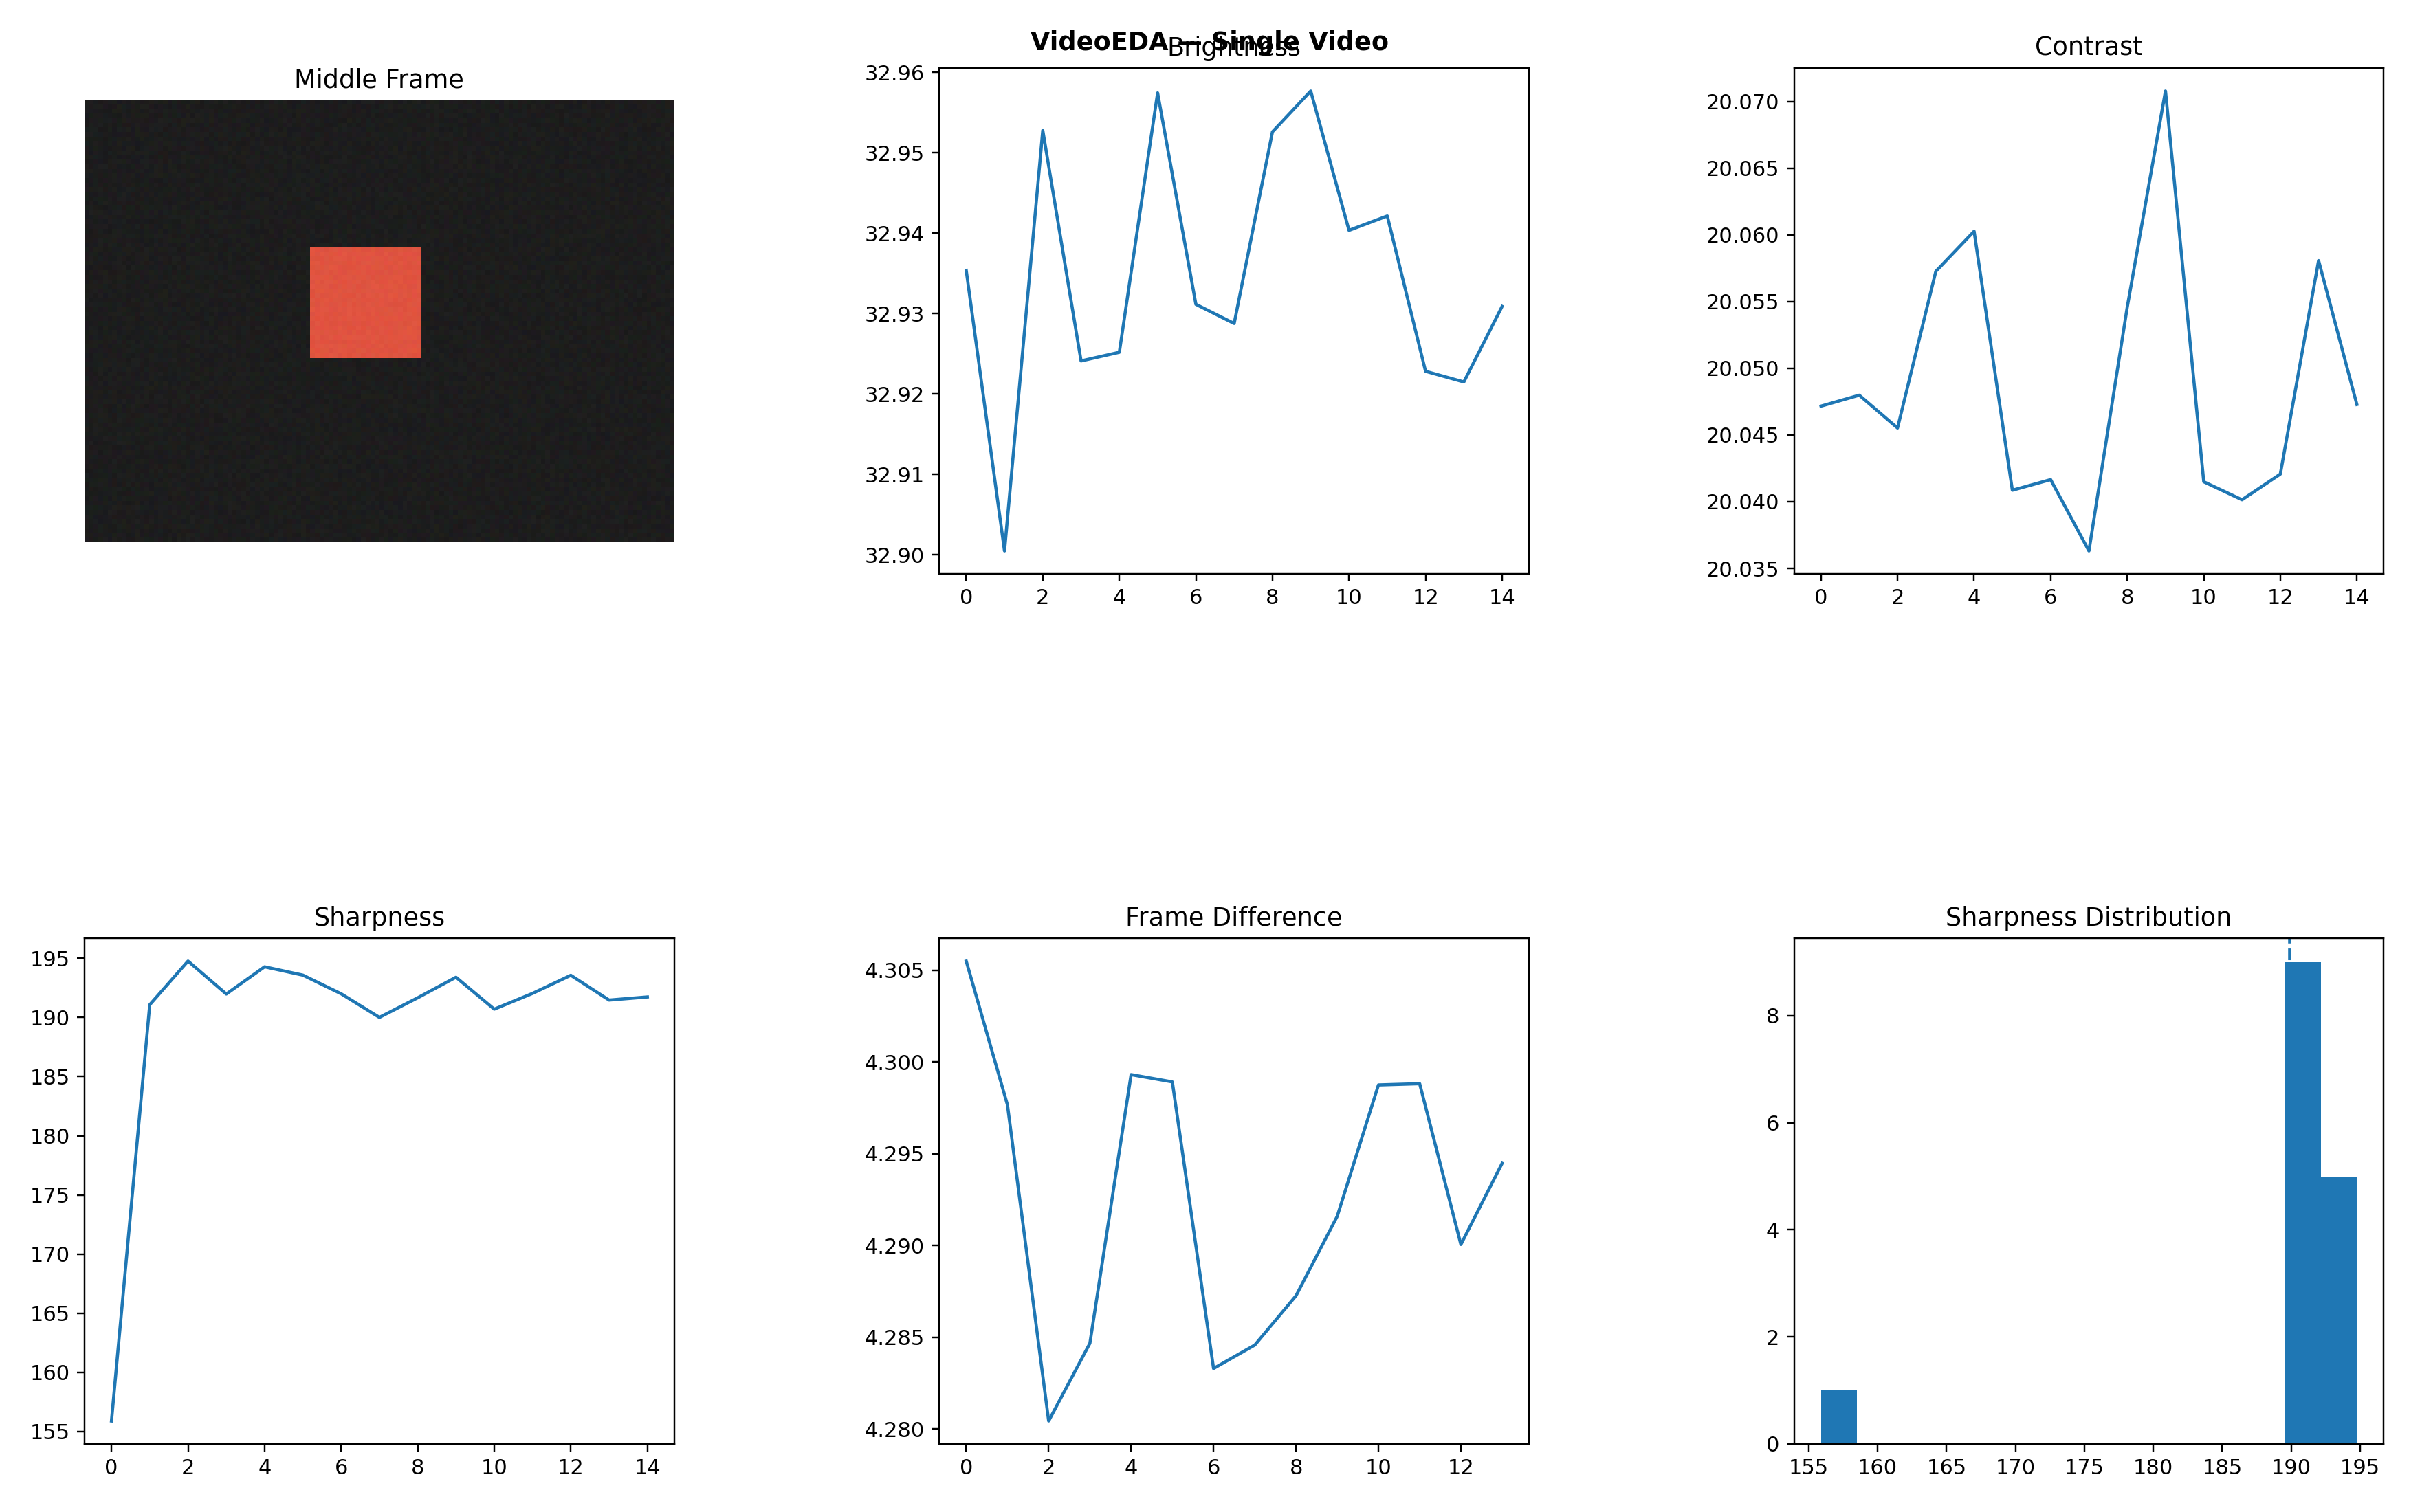 VideoEDA — Single Video
Middle Frame
Brightness
32.96
32.95
32.94
32.93
32.92
32.91
32.90
0 2 4 6 8 10 12 14
Contrast
20.070
20.065
20.060
20.055
20.050
20.045
20.040
20.035
0 2 4 6 8 10 12 14
Sharpness
195
190
185
180
175
170
165
160
155
0 2 4 6 8 10 12 14
Frame Difference
4.305
4.300
4.295
4.290
4.285
4.280
0 2 4 6 8 10 12
Sharpness Distribution
8
6
4
2
0
155 160 165 170 175 180 185 190 195